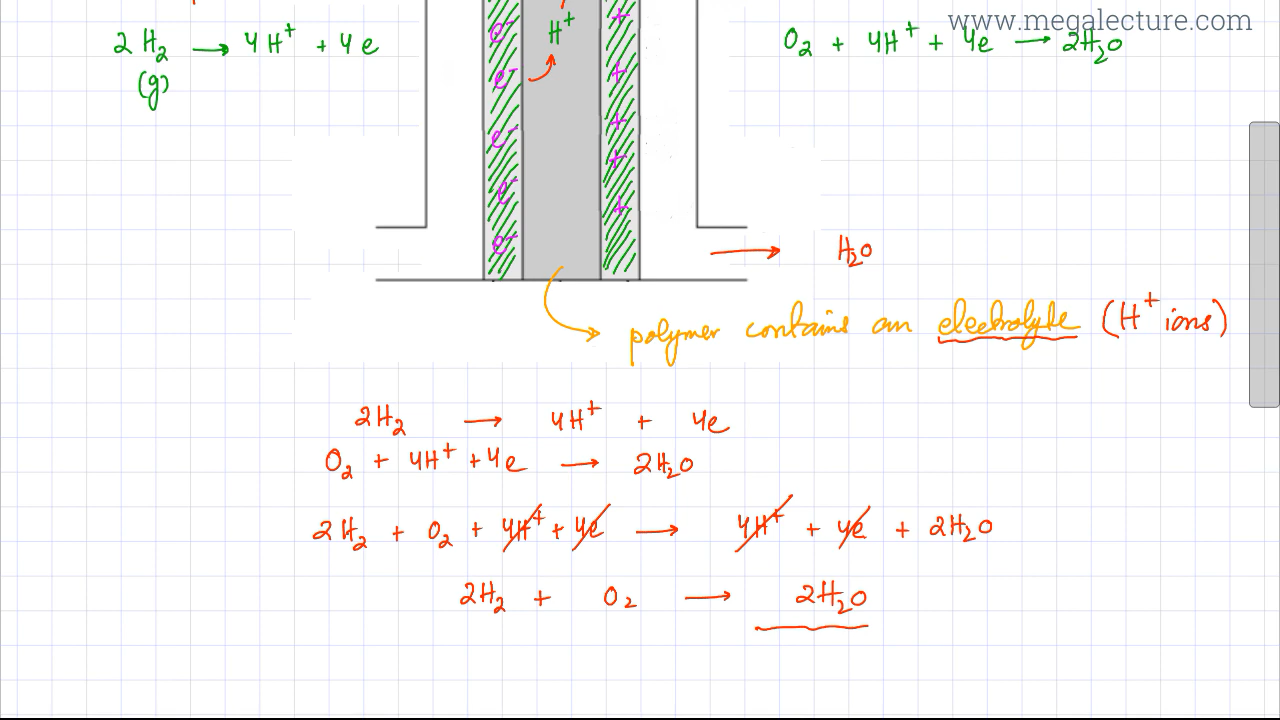 www.megalecture.com
2H₂ → 4H⁺ + 4e
(g)
O₂ + 4H⁺ + 4e → 2H₂O
H⁺
e⁻ +
e⁻ +
e⁻ +
e⁻ +
e⁻ +
H₂O
polymer contains an electrolyte (H⁺ ions)
2H₂ → 4H⁺ + 4e
O₂ + 4H⁺ + 4e → 2H₂O
2H₂ + O₂ + 4H⁺ + 4e → 4H⁺ + 4e + 2H₂O
2H₂ + O₂ → 2H₂O